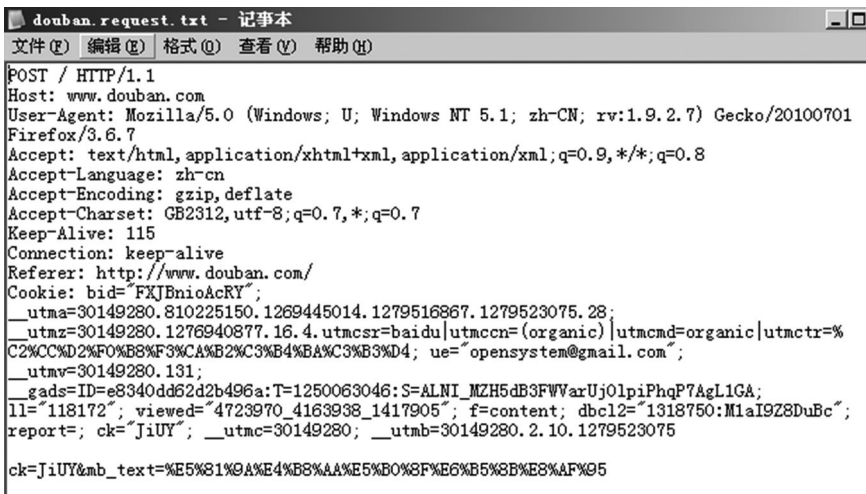 douban.request.txt - 记事本
文件(F) 编辑(E) 格式(O) 查看(V) 帮助(H)
POST / HTTP/1.1
Host: www.douban.com
User-Agent: Mozilla/5.0 (Windows; U; Windows NT 5.1; zh-CN; rv:1.9.2.7) Gecko/20100701
Firefox/3.6.7
Accept: text/html,application/xhtml+xml,application/xml;q=0.9,*/*;q=0.8
Accept-Language: zh-cn
Accept-Encoding: gzip,deflate
Accept-Charset: GB2312,utf-8;q=0.7,*;q=0.7
Keep-Alive: 115
Connection: keep-alive
Referer: http://www.douban.com/
Cookie: bid="FXJBnioAcRY";
__utma=30149280.810225150.1269445014.1279516867.1279523075.28;
__utmz=30149280.1276940877.16.4.utmcsr=baidu|utmccn=(organic)|utmcmd=organic|utmctr=%
C2%CC%D2%F0%B8%F3%CA%B2%C3%B4%BA%C3%B3%D4; ue="opensystem@gmail.com";
__utmv=30149280.131;
__gads=ID=e8340dd62d2b496a:T=1250063046:S=ALNI_MZH5dB3FWVarUjOlpiPhqP7AgL1GA;
ll="118172"; viewed="4723970_4163938_1417905"; f=content; dbcl2="1318750:M1aI9Z8DuBc";
report=; ck="JiUY"; __utmc=30149280; __utmb=30149280.2.10.1279523075
ck=JiUY&mb_text=%E5%81%9A%E4%B8%AA%E5%B0%8F%E6%B5%8B%E8%AF%95